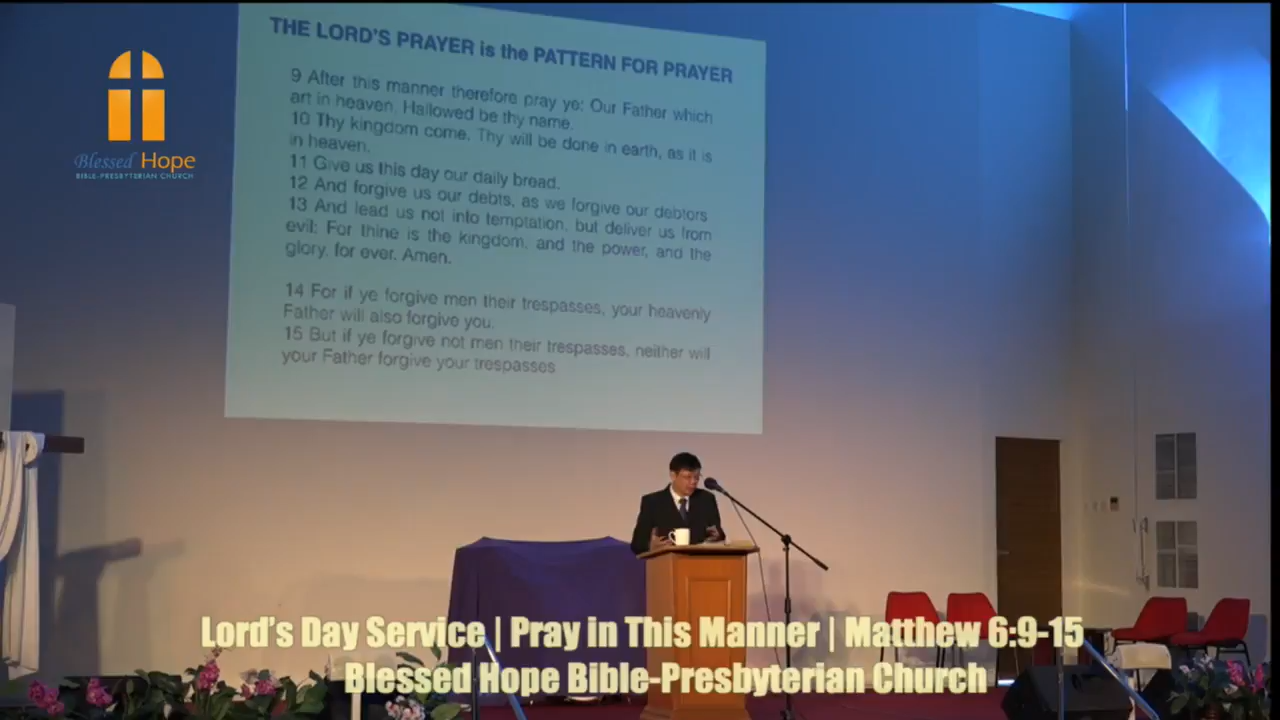 THE LORD'S PRAYER is the PATTERN FOR PRAYER
9 After this manner therefore pray ye: Our Father which
art in heaven, Hallowed be thy name.
10 Thy kingdom come. Thy will be done in earth, as it is
in heaven.
11 Give us this day our daily bread.
12 And forgive us our debts, as we forgive our debtors
13 And lead us not into temptation, but deliver us from
evil: For thine is the kingdom, and the power, and the
glory, for ever. Amen.
14 For if ye forgive men their trespasses, your heavenly
Father will also forgive you.
15 But if ye forgive not men their trespasses, neither will
your Father forgive your trespasses
Blessed Hope
BIBLE-PRESBYTERIAN CHURCH
Lord's Day Service | Pray in This Manner | Matthew 6:9-15
Blessed Hope Bible-Presbyterian Church